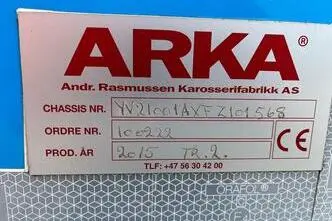 ARKA
Andr. Rasmussen Karosserifabrikk AS
CHASSIS NR. YV21001AXFZ101568
ORDRE NR. 100222
PROD. ÅR 2015 TR.2.
CE
TLF: +47 56 30 42 00
ORAFOL